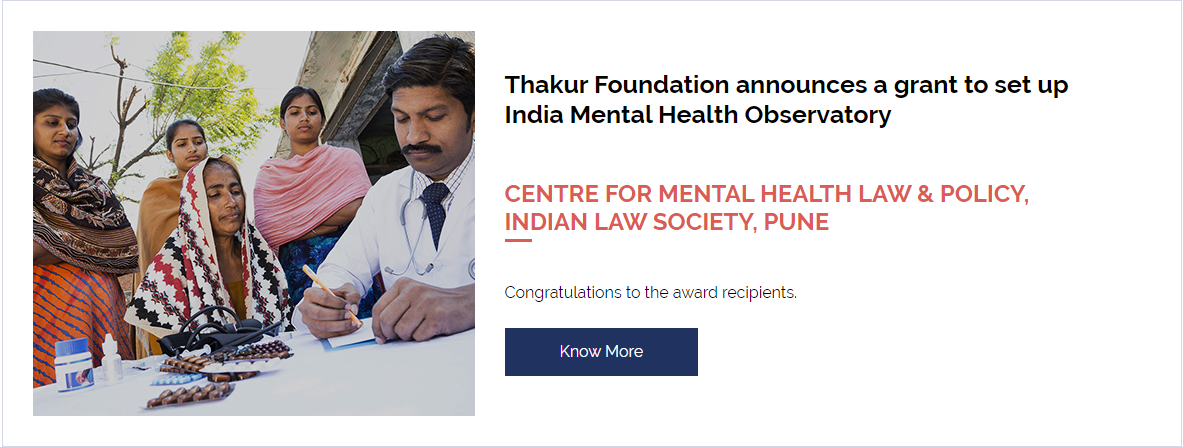 Thakur Foundation announces a grant to set up
India Mental Health Observatory
CENTRE FOR MENTAL HEALTH LAW & POLICY,
INDIAN LAW SOCIETY, PUNE
Congratulations to the award recipients.
Know More